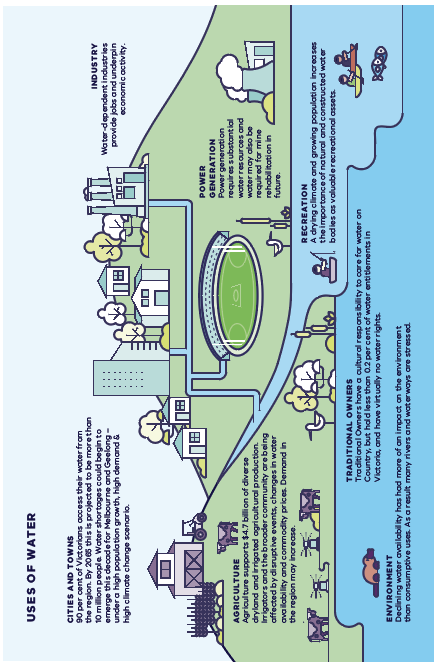 USES OF WATER
CITIES AND TOWNS
90 per cent of Victorians access their water from
the region. By 2065 this is projected to be more than
10 million people. Water shortages could begin to
emerge this decade for Melbourne and Geelong –
under a high population growth, high demand &
high climate change scenario.
INDUSTRY
Water-dependent industries
provide jobs and underpin
economic activity.
POWER
GENERATION
Power generation
requires substantial
water resources and
water may also be
required for mine
rehabilitation in
future.
AGRICULTURE
Agriculture supports $4.7 billion of diverse
dryland and irrigated agricultural production.
Irrigators and the broader community are being
affected by disruptive events, changes in water
availability and commodity prices. Demand in
the region may increase.
RECREATION
A drying climate and growing population increases
the importance of natural and constructed water
bodies as valuable recreational assets.
TRADITIONAL OWNERS
Traditional Owners have a cultural responsibility to care for water on
Country, but hold less than 0.2 per cent of water entitlements in
Victoria, and have virtually no water rights.
ENVIRONMENT
Declining water availability has had more of an impact on the environment
than consumptive uses. As a result many rivers and waterways are stressed.